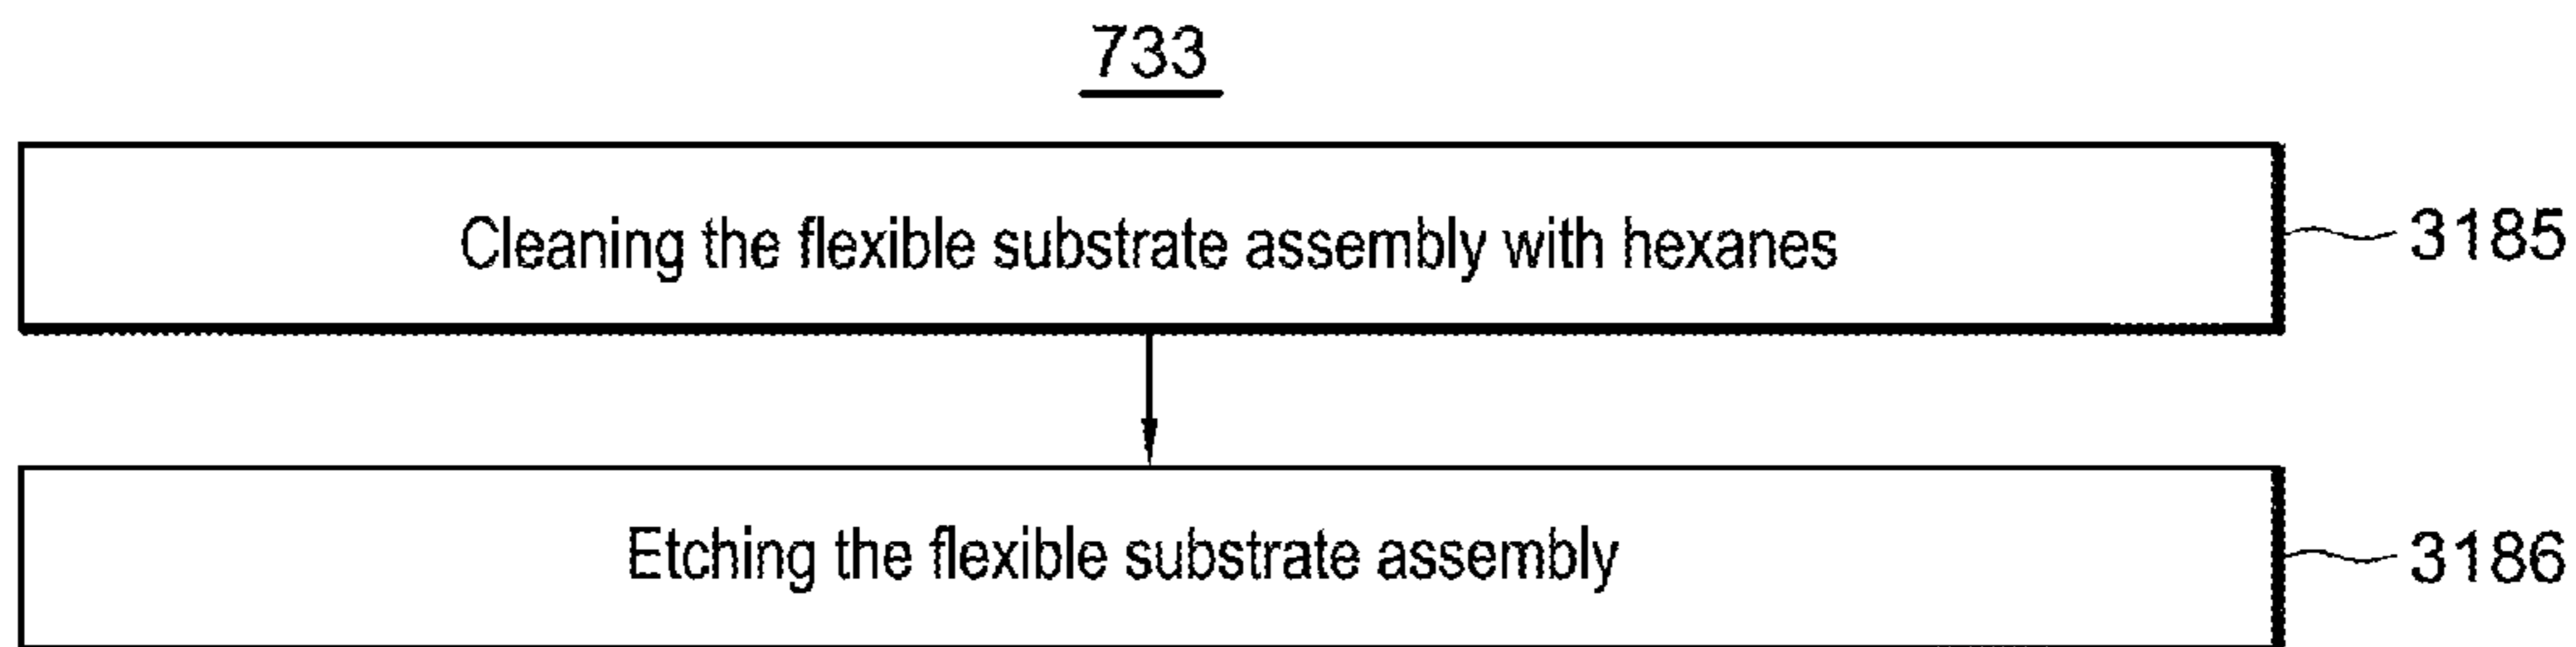 733
Cleaning the flexible substrate assembly with hexanes
3185
Etching the flexible substrate assembly
3186